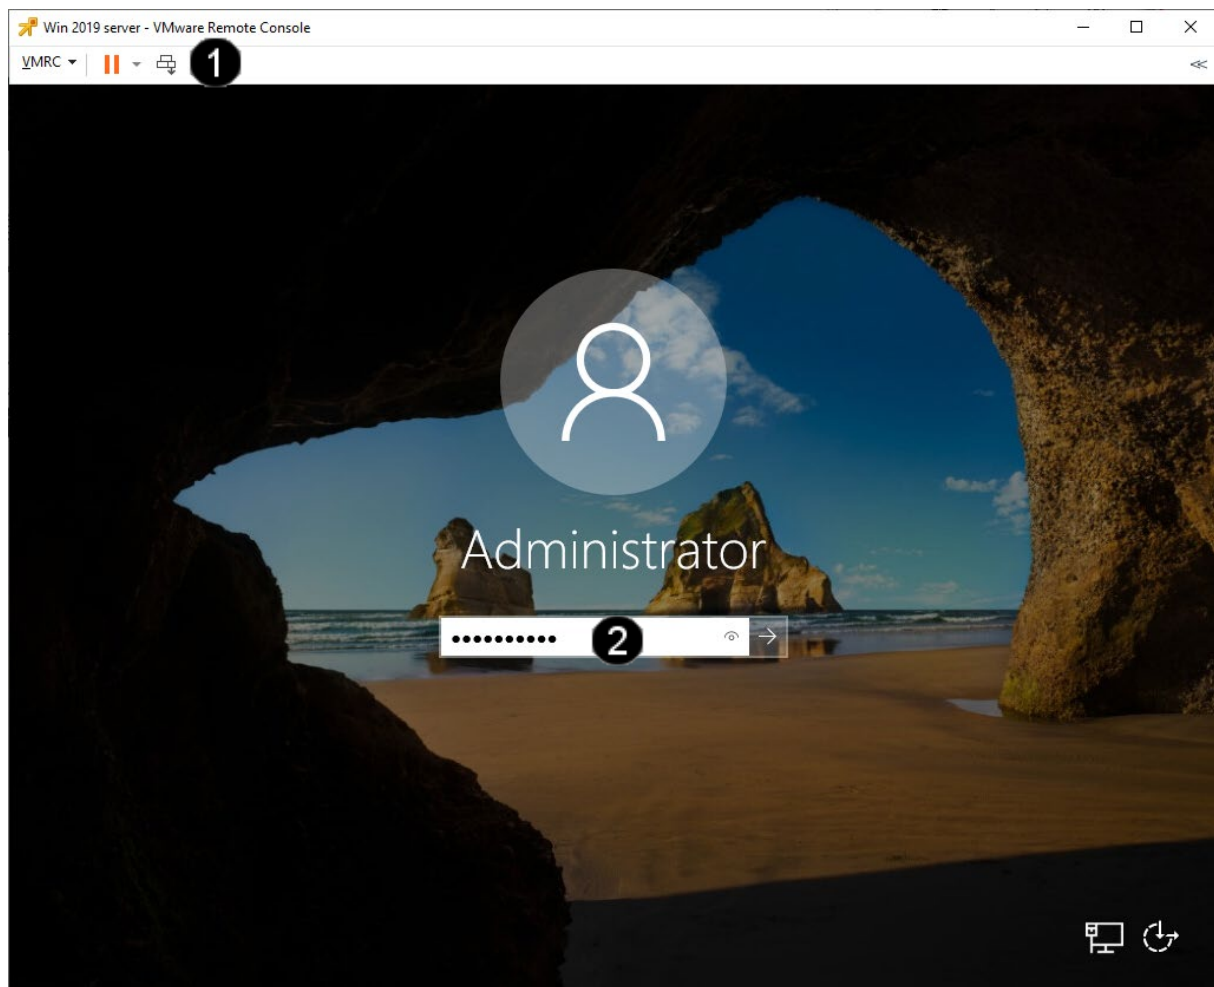 Win 2019 server - VMware Remote Console
VMRC
1
Administrator
●●●●●●●●●● 2